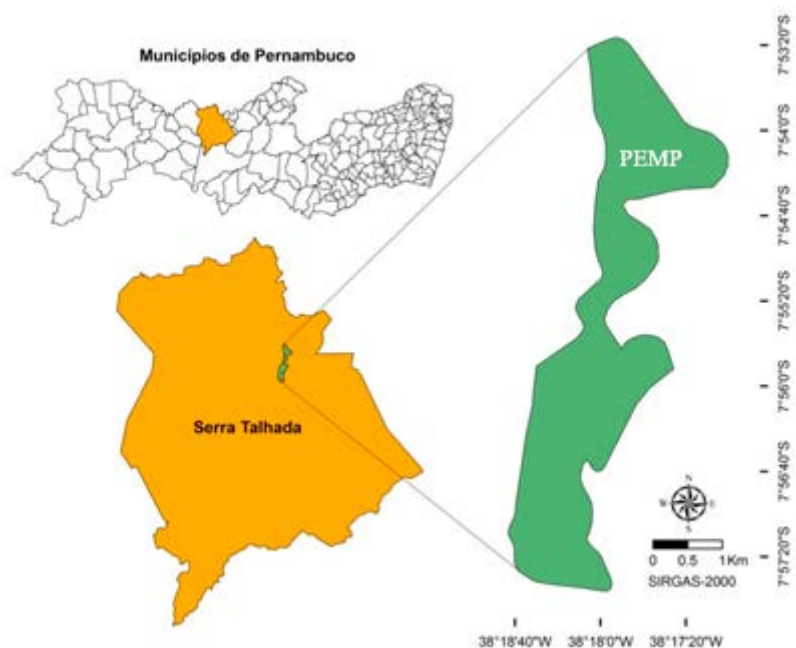 Municípios de Pernambuco
PEMP
Serra Talhada
7°53'20"S
7°54'0"S
7°54'40"S
7°55'20"S
7°56'0"S
7°56'40"S
7°57'20"S
N
W E
S
0 0.5 1Km
SIRGAS-2000
38°18'40"W 38°18'0"W 38°17'20"W